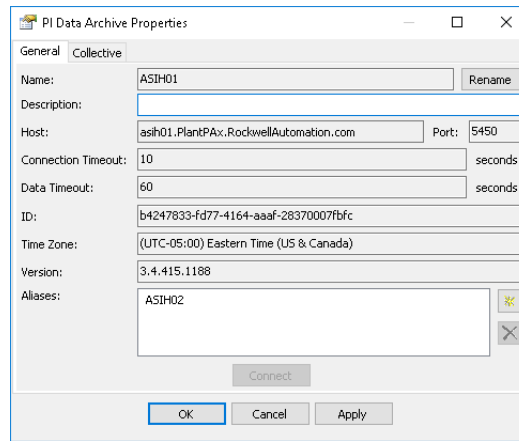 PI Data Archive Properties
General Collective
Name: ASIH01 Rename
Description:
Host: asih01.PlantPAx.RockwellAutomation.com Port: 5450
Connection Timeout: 10 seconds
Data Timeout: 60 seconds
ID: b4247833-fd77-4164-aaaf-28370007fbfc
Time Zone: (UTC-05:00) Eastern Time (US & Canada)
Version: 3.4.415.1188
Aliases: ASIH02
Connect
OK Cancel Apply